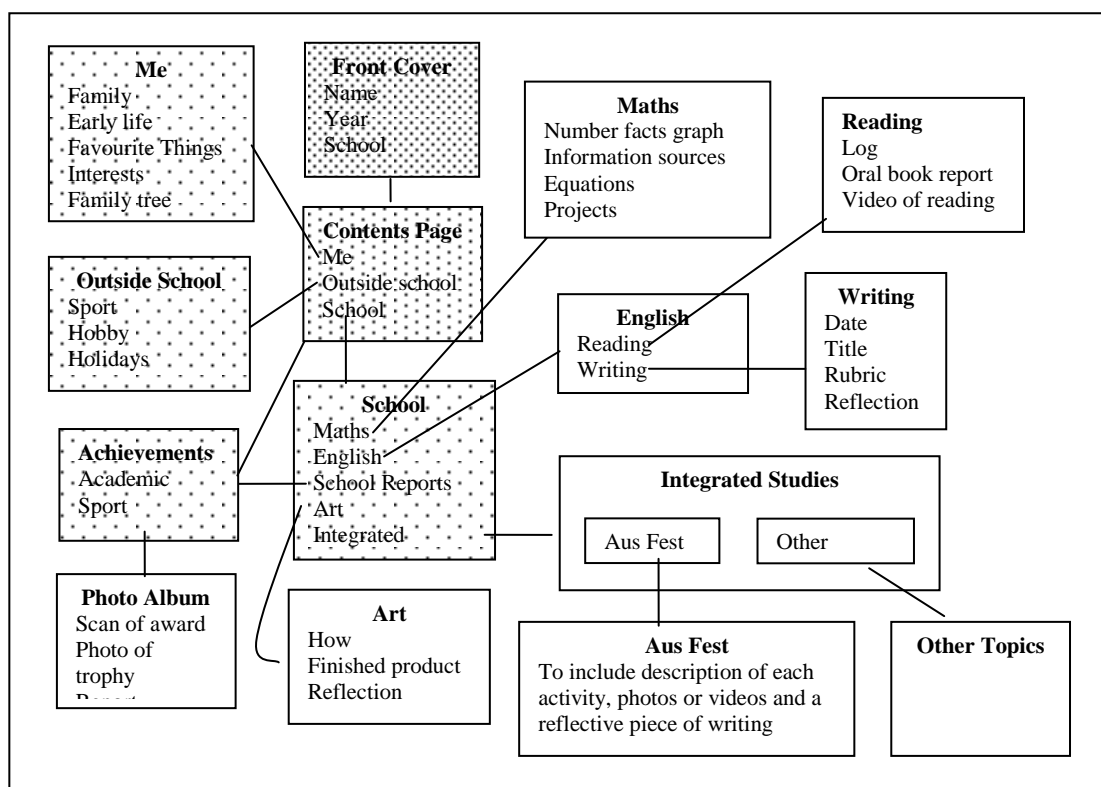 Me
Family
Early life
Favourite Things
Interests
Family tree
Front Cover
Name
Year
School
Maths
Number facts graph
Information sources
Equations
Projects
Reading
Log
Oral book report
Video of reading
Contents Page
Me
Outside school
School
Outside School
Sport
Hobby
Holidays
English
Reading
Writing
Writing
Date
Title
Rubric
Reflection
School
Maths
English
School Reports
Art
Integrated
Achievements
Academic
Sport
Integrated Studies
Aus Fest
Other
Photo Album
Scan of award
Photo of
trophy
Art
How
Finished product
Reflection
Aus Fest
To include description of each
activity, photos or videos and a
reflective piece of writing
Other Topics